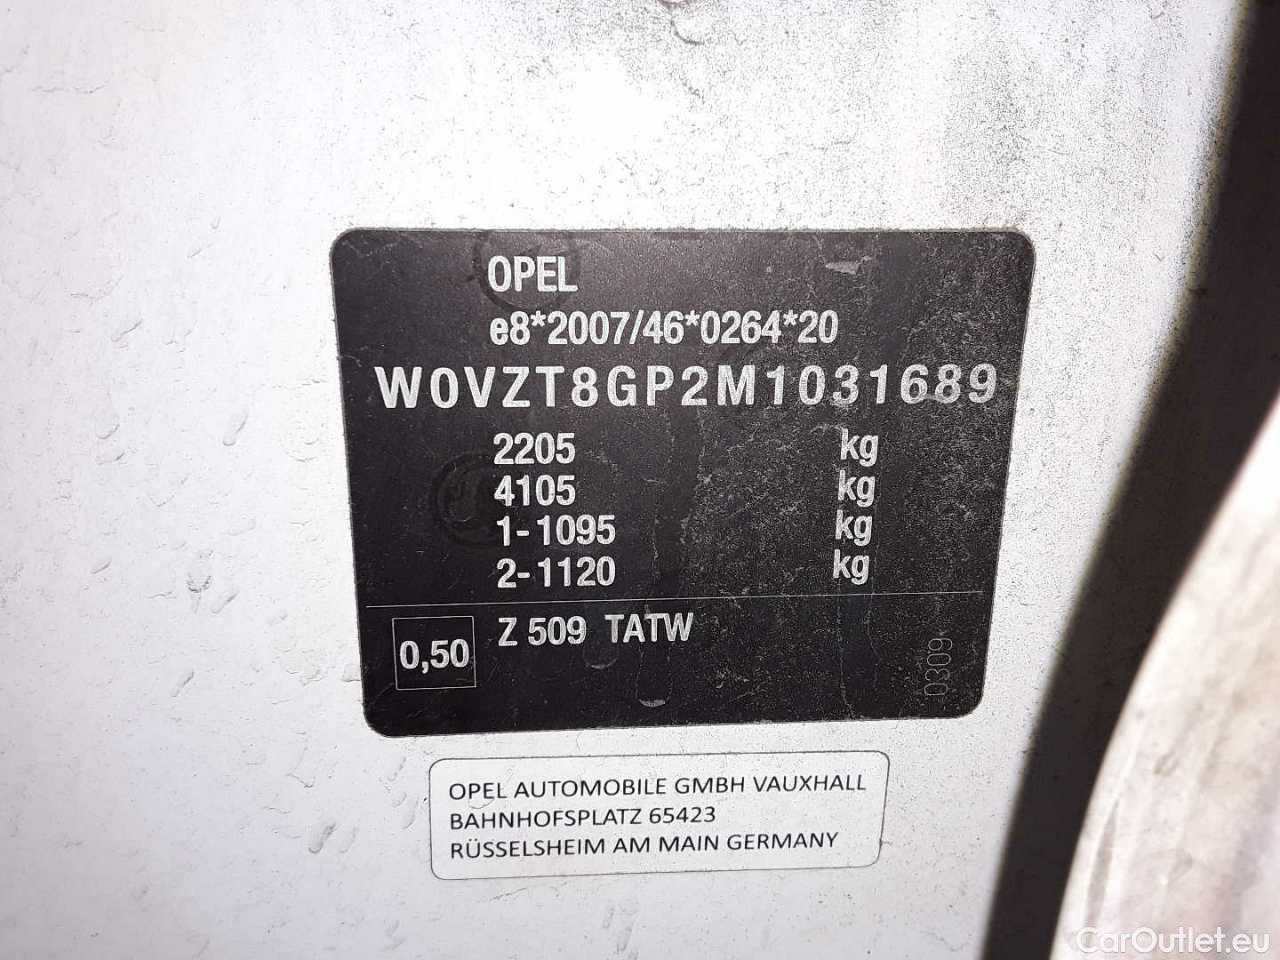 OPEL
e8*2007/46*0264*20
W0VZT8GP2M1031689
2205 kg
4105 kg
1-1095 kg
2-1120 kg
0,50 Z 509 TATW
0309
OPEL AUTOMOBILE GMBH VAUXHALL
BAHNHOFSPLATZ 65423
RÜSSELSHEIM AM MAIN GERMANY
CarOutlet.eu